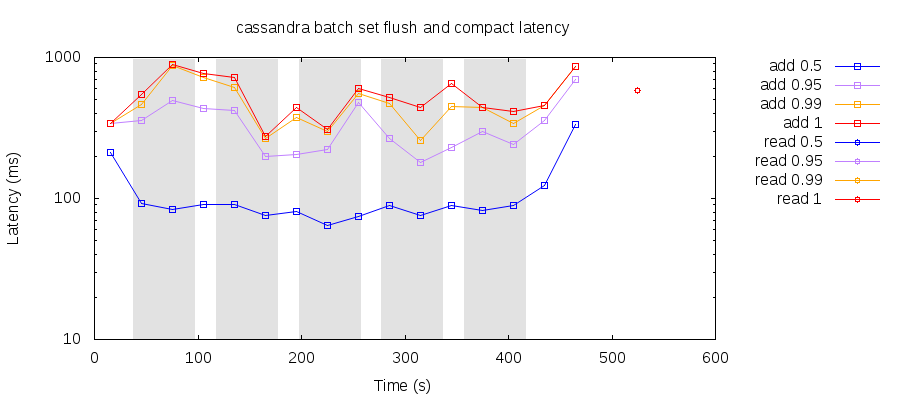 cassandra batch set flush and compact latency
1000
100
10
Latency (ms)
0 100 200 300 400 500 600
Time (s)
add 0.5
add 0.95
add 0.99
add 1
read 0.5
read 0.95
read 0.99
read 1